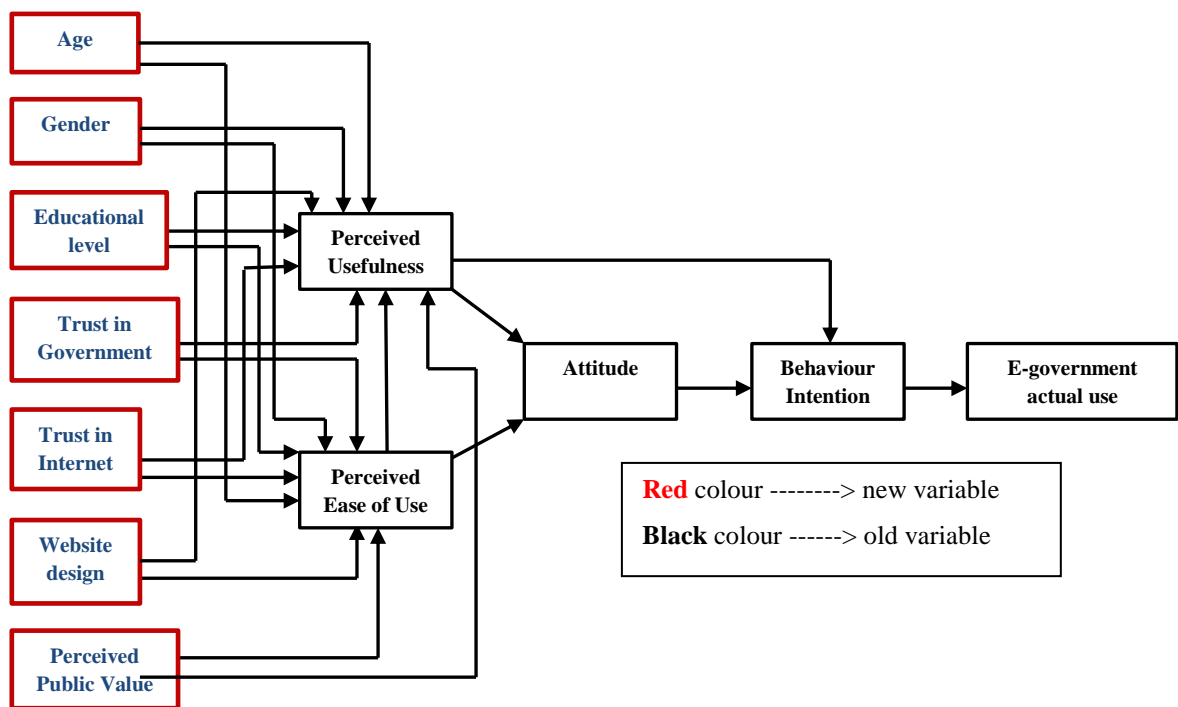 Age
Gender
Educational
level
Trust in
Government
Trust in
Internet
Website
design
Perceived
Public Value
Perceived
Usefulness
Perceived
Ease of Use
Attitude
Behaviour
Intention
E-government
actual use
Red colour --------> new variable
Black colour ------> old variable